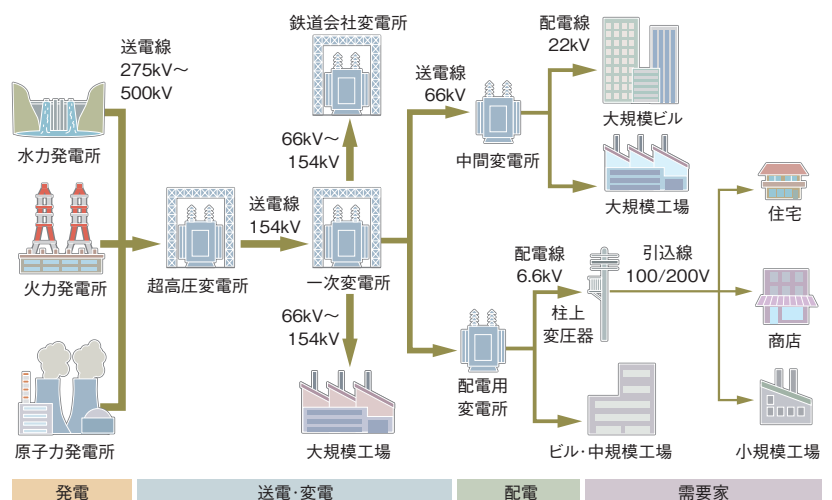 鉄道会社変電所
送電線
275kV～
500kV
水力発電所
火力発電所
原子力発電所
超高圧変電所
送電線
154kV
66kV～
154kV
一次変電所
66kV～
154kV
大規模工場
送電線
66kV
中間変電所
配電線
22kV
大規模ビル
大規模工場
配電用
変電所
配電線
6.6kV
柱上
変圧器
引込線
100/200V
ビル・中規模工場
住宅
商店
小規模工場
発電
送電・変電
配電
需要家